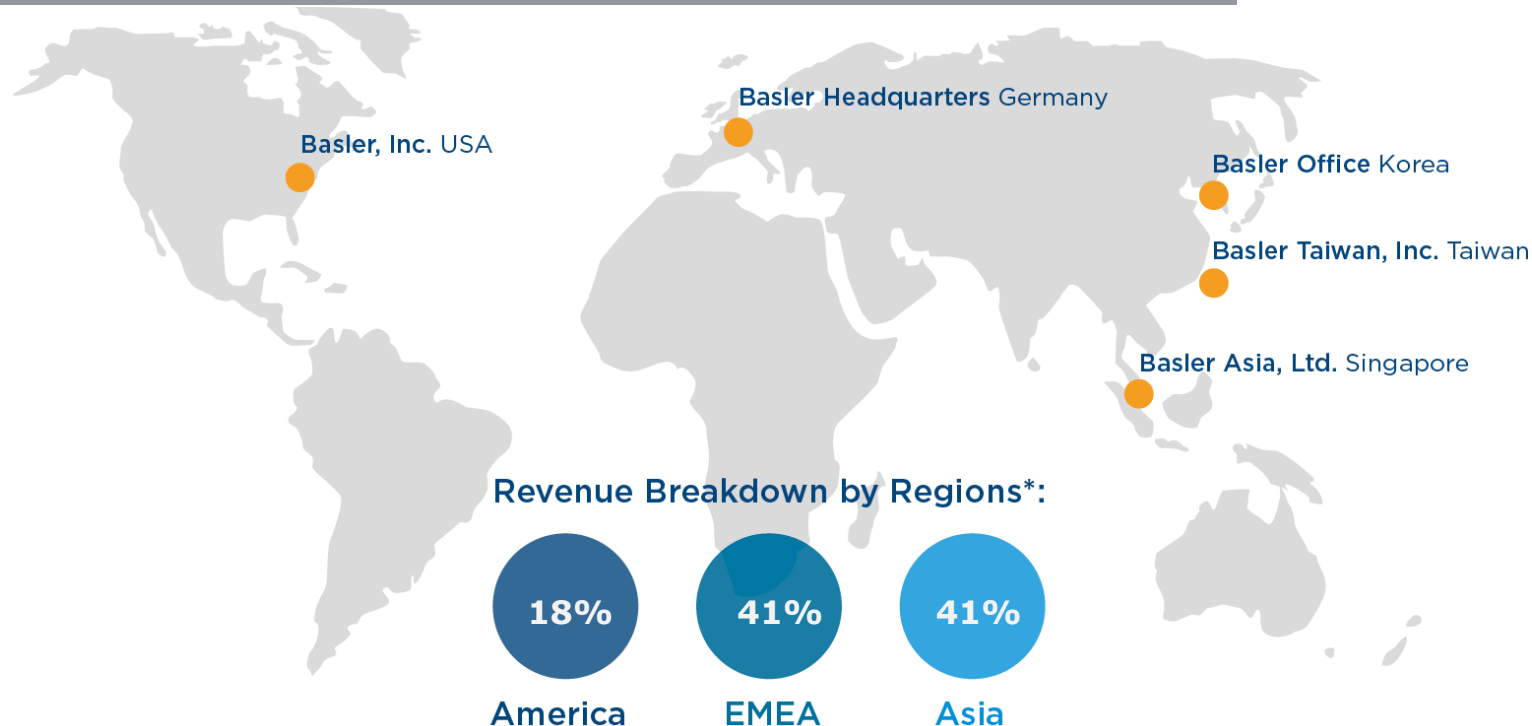 Basler Headquarters Germany
Basler, Inc. USA
Basler Office Korea
Basler Taiwan, Inc. Taiwan
Basler Asia, Ltd. Singapore
Revenue Breakdown by Regions*:
18% 41% 41%
America EMEA Asia